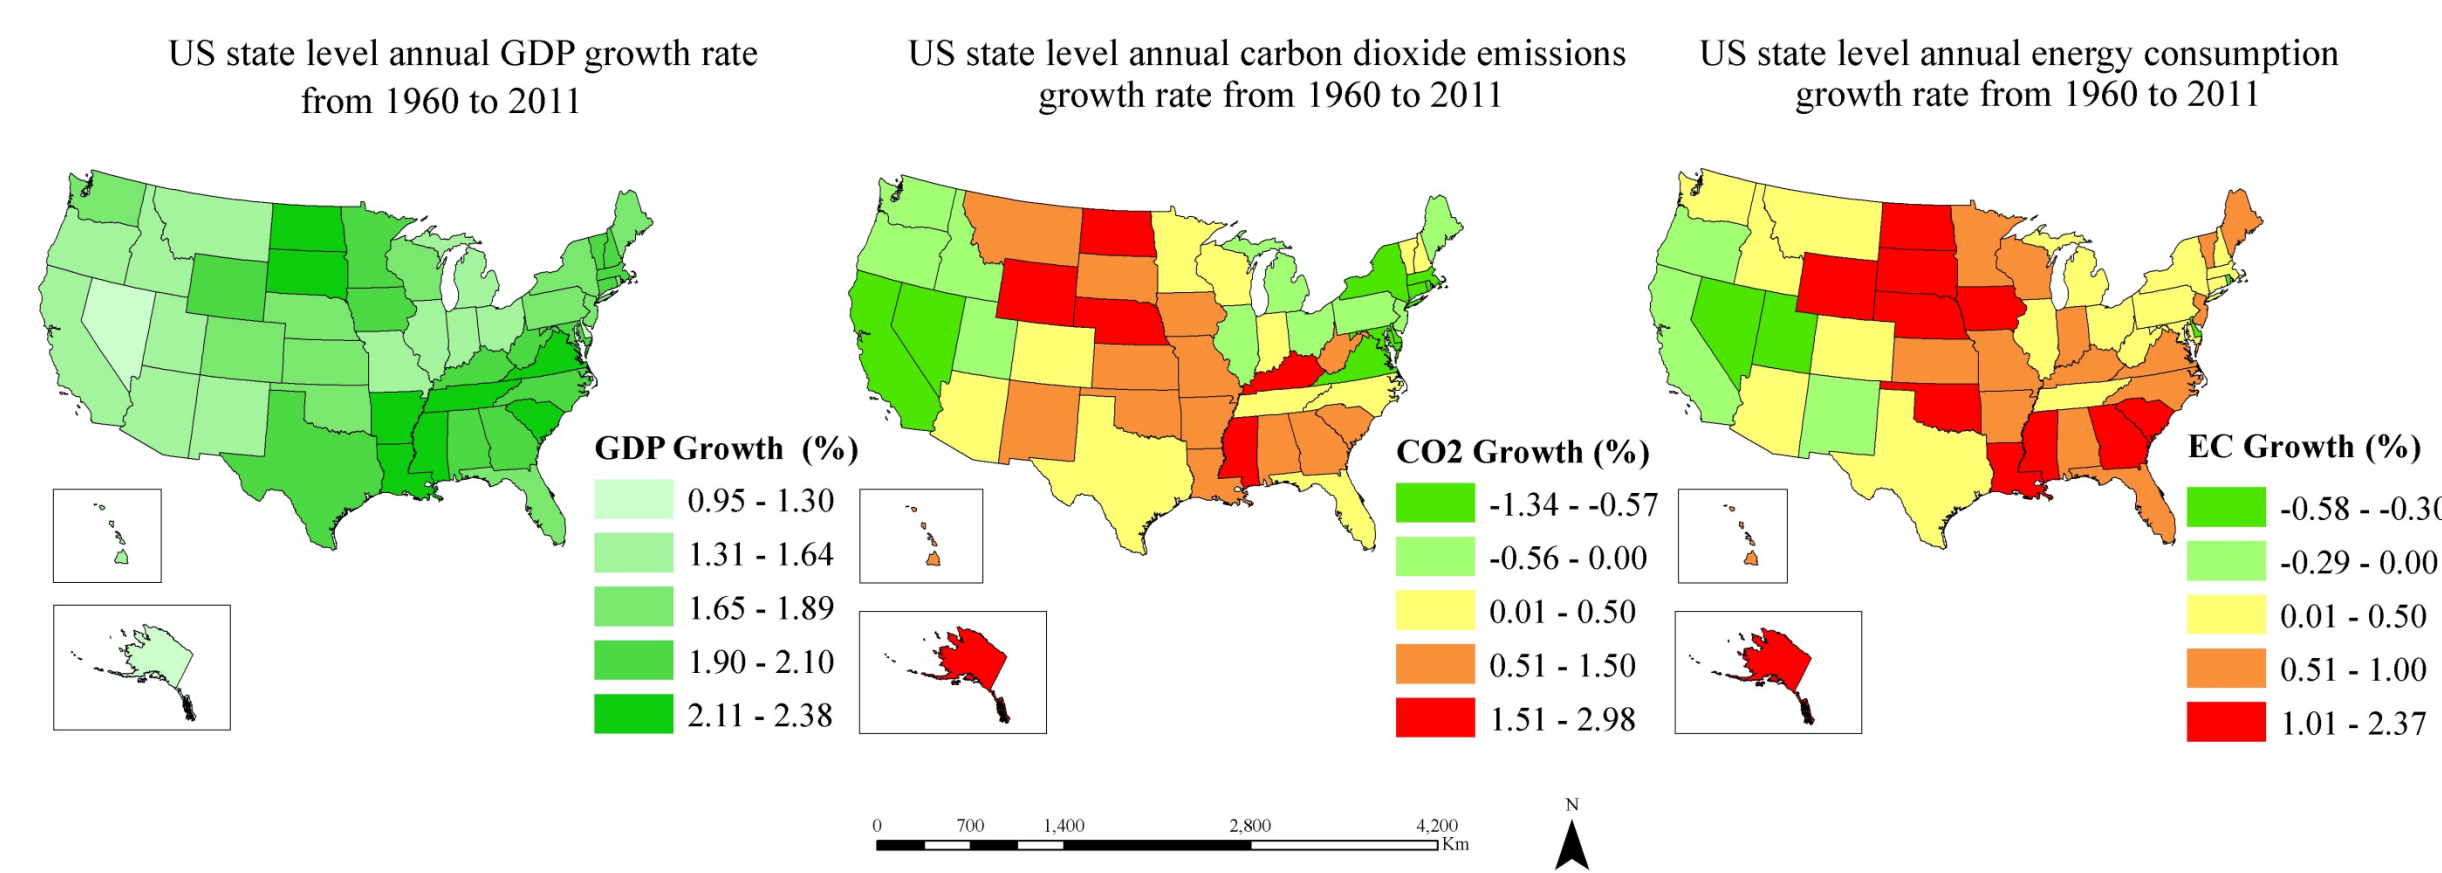 US state level annual GDP growth rate
from 1960 to 2011
US state level annual carbon dioxide emissions
growth rate from 1960 to 2011
US state level annual energy consumption
growth rate from 1960 to 2011
GDP Growth (%)
0.95 - 1.30
1.31 - 1.64
1.65 - 1.89
1.90 - 2.10
2.11 - 2.38
CO2 Growth (%)
-1.34 - -0.57
-0.56 - 0.00
0.01 - 0.50
0.51 - 1.50
1.51 - 2.98
EC Growth (%)
-0.58 - -0.30
-0.29 - 0.00
0.01 - 0.50
0.51 - 1.00
1.01 - 2.37
0 700 1,400 2,800 4,200
Km
N